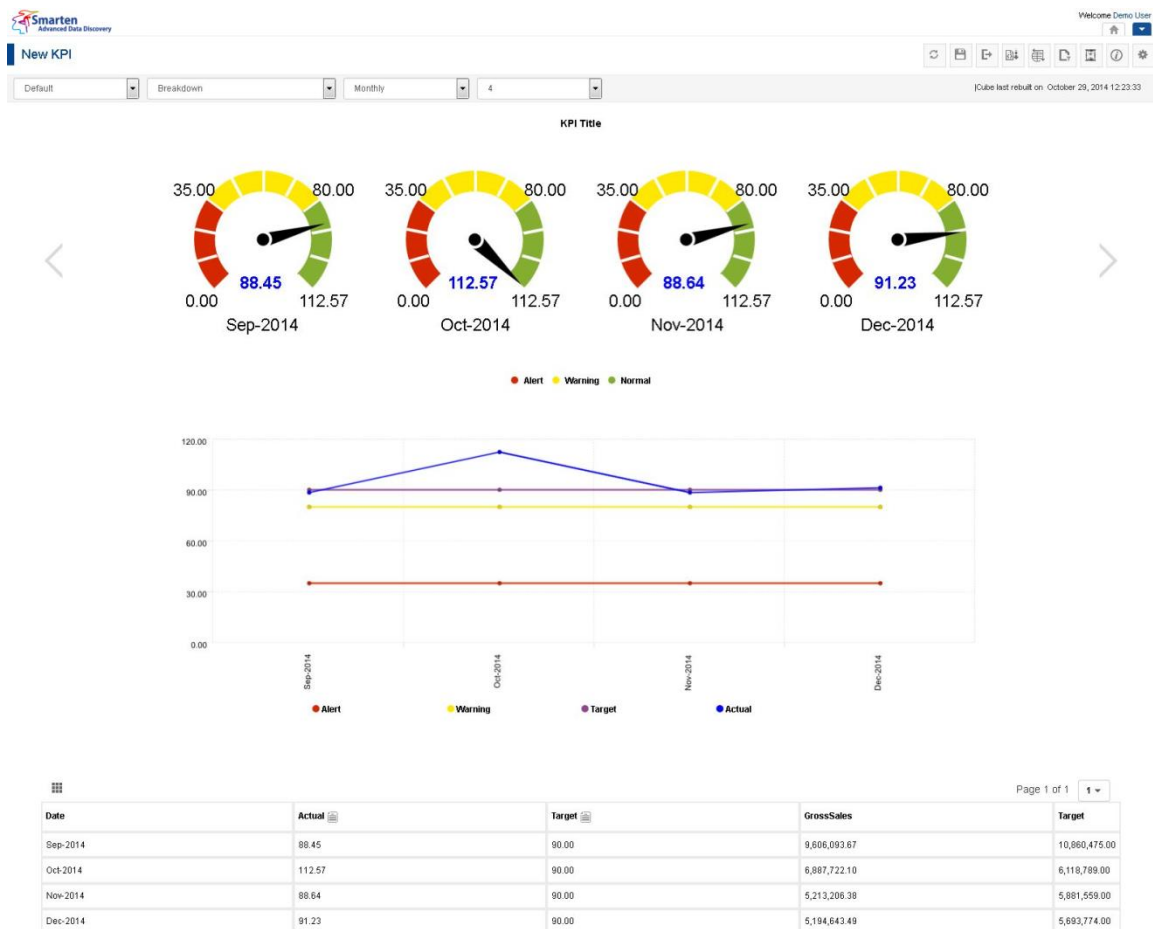 Smarten
Advanced Data Discovery
Welcome Demo User
New KPI
Default Breakdown Monthly 4
|Cube last rebuilt on October 29, 2014 12:23:33
KPI Title
35.00 80.00 35.00 80.00 35.00 80.00 35.00 80.00
88.45 112.57 88.64 91.23
0.00 112.57 0.00 112.57 0.00 112.57 0.00 112.57
Sep-2014 Oct-2014 Nov-2014 Dec-2014
Alert Warning Normal
120.00
90.00
60.00
30.00
0.00
Sep-2014 Oct-2014 Nov-2014 Dec-2014
Alert Warning Target Actual
Page 1 of 1 1
Date Actual Target GrossSales Target
Sep-2014 88.45 90.00 9,606,093.67 10,860,475.00
Oct-2014 112.57 90.00 6,887,722.10 6,118,789.00
Nov-2014 88.64 90.00 5,213,206.38 5,881,559.00
Dec-2014 91.23 90.00 5,194,643.49 5,693,774.00